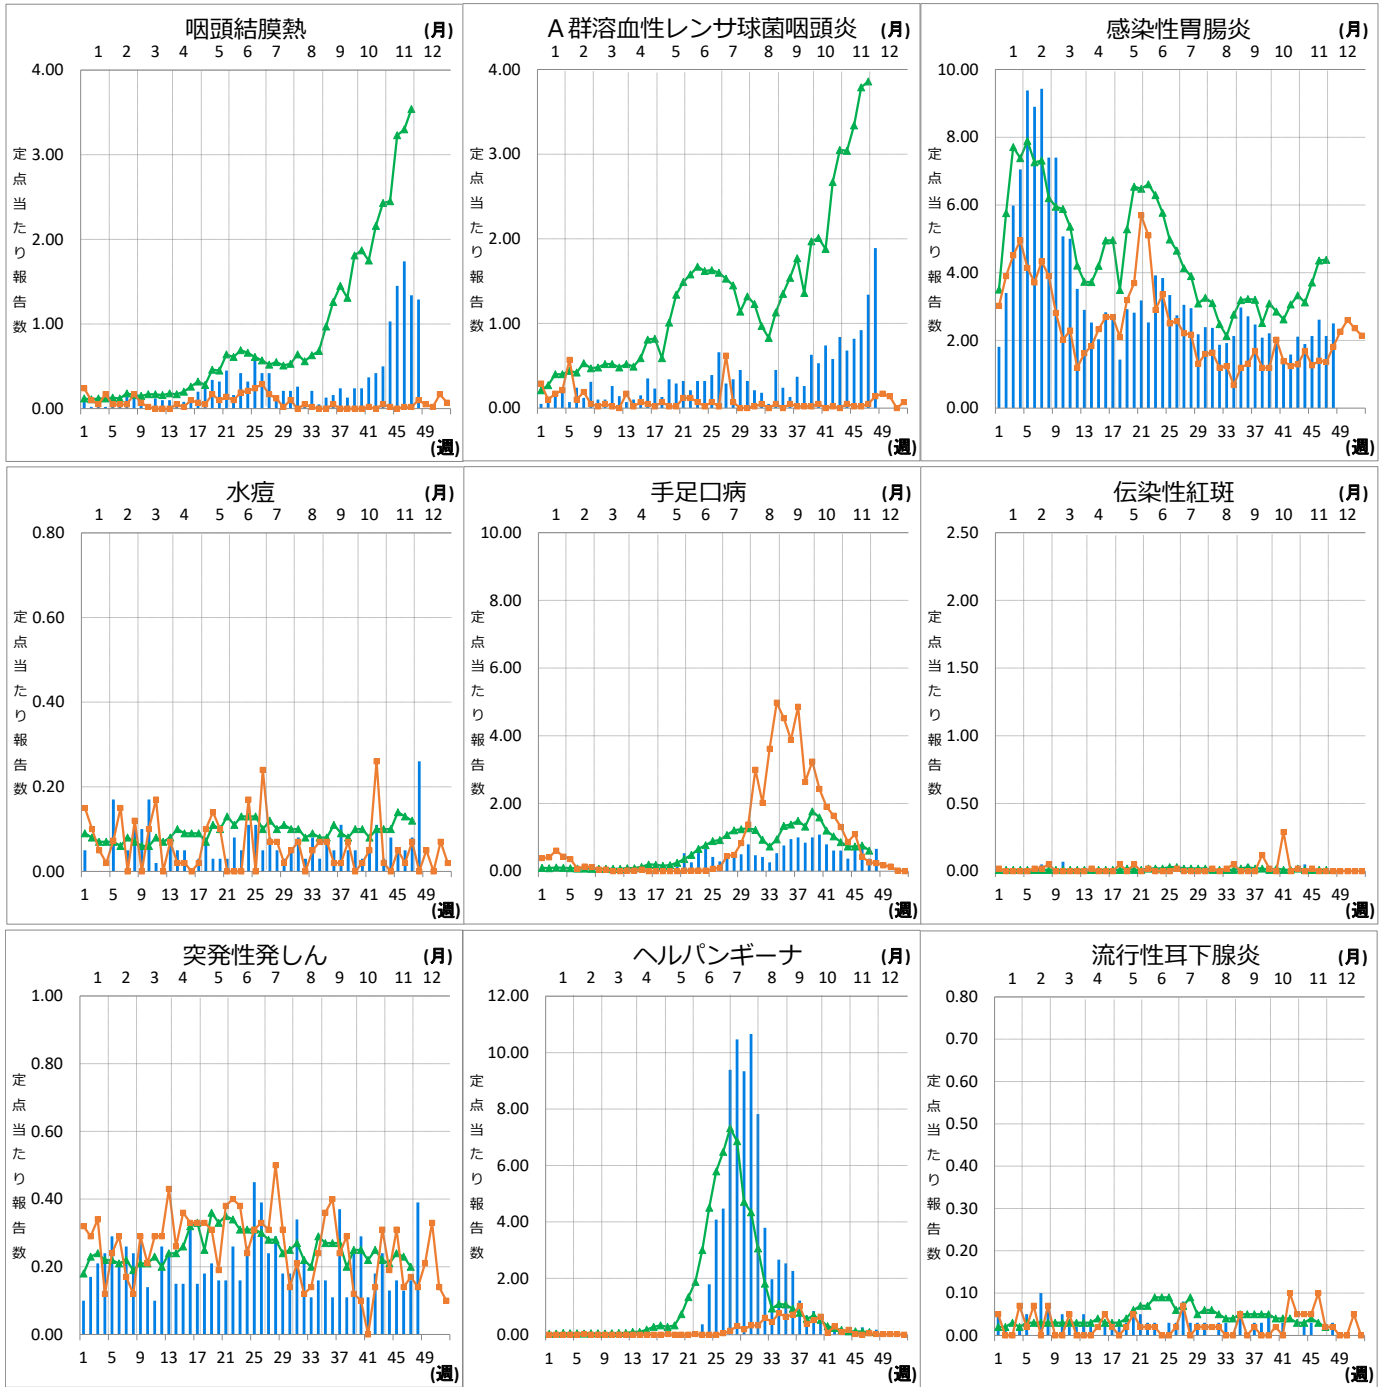 咽頭結膜熱 (月)
1 2 3 4 5 6 7 8 9 10 11 12
4.00
3.00
2.00
1.00
0.00
定点当たり報告数
1 5 9 13 17 21 25 29 33 37 41 45 49
(週)
A群溶血性レンサ球菌咽頭炎 (月)
1 2 3 4 5 6 7 8 9 10 11 12
4.00
3.00
2.00
1.00
0.00
定点当たり報告数
1 5 9 13 17 21 25 29 33 37 41 45 49
(週)
感染性胃腸炎 (月)
1 2 3 4 5 6 7 8 9 10 11 12
10.00
8.00
6.00
4.00
2.00
0.00
定点当たり報告数
1 5 9 13 17 21 25 29 33 37 41 45 49
(週)
水痘 (月)
1 2 3 4 5 6 7 8 9 10 11 12
0.80
0.60
0.40
0.20
0.00
定点当たり報告数
1 5 9 13 17 21 25 29 33 37 41 45 49
(週)
手足口病 (月)
1 2 3 4 5 6 7 8 9 10 11 12
10.00
8.00
6.00
4.00
2.00
0.00
定点当たり報告数
1 5 9 13 17 21 25 29 33 37 41 45 49
(週)
伝染性紅斑 (月)
1 2 3 4 5 6 7 8 9 10 11 12
2.50
2.00
1.50
1.00
0.50
0.00
定点当たり報告数
1 5 9 13 17 21 25 29 33 37 41 45 49
(週)
突発性発しん (月)
1 2 3 4 5 6 7 8 9 10 11 12
1.00
0.80
0.60
0.40
0.20
0.00
定点当たり報告数
1 5 9 13 17 21 25 29 33 37 41 45 49
(週)
ヘルパンギーナ (月)
1 2 3 4 5 6 7 8 9 10 11 12
12.00
10.00
8.00
6.00
4.00
2.00
0.00
定点当たり報告数
1 5 9 13 17 21 25 29 33 37 41 45 49
(週)
流行性耳下腺炎 (月)
1 2 3 4 5 6 7 8 9 10 11 12
0.80
0.70
0.60
0.50
0.40
0.30
0.20
0.10
0.00
定点当たり報告数
1 5 9 13 17 21 25 29 33 37 41 45 49
(週)